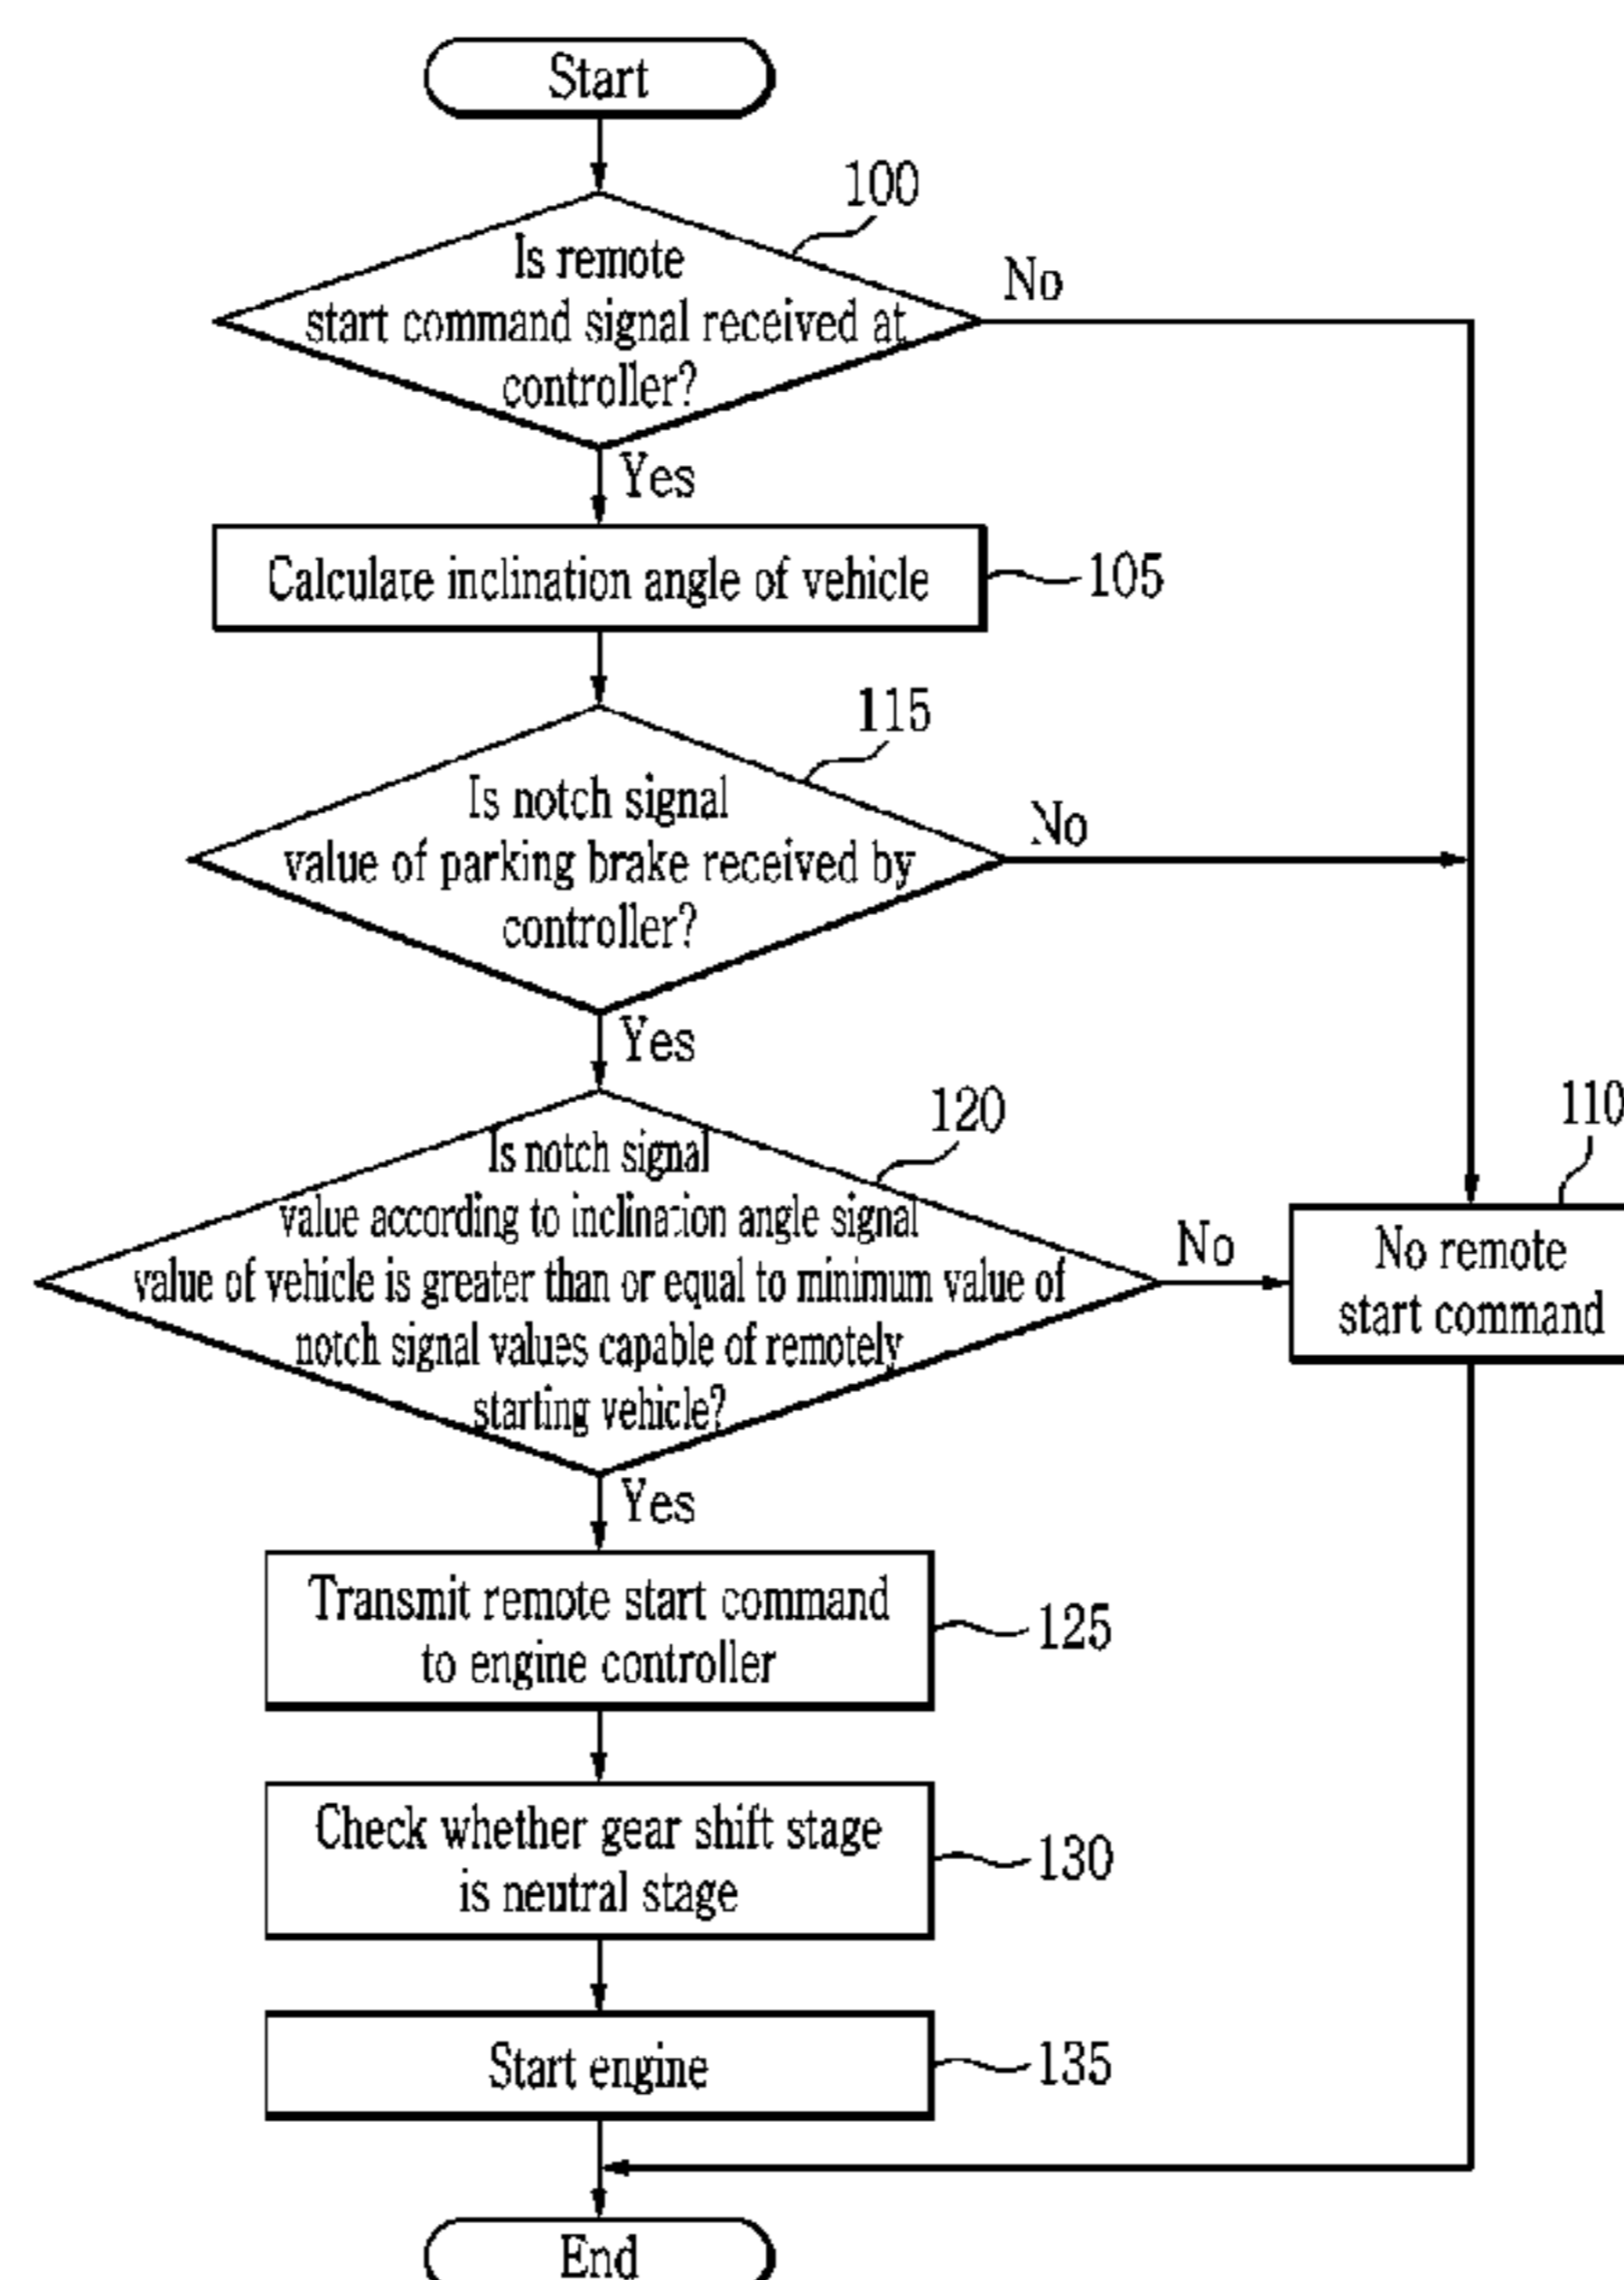 Start
100
Is remote
start command signal received at
controller?
No
Yes
Calculate inclination angle of vehicle
105
115
Is notch signal
value of parking brake received by
controller?
No
Yes
120
Is notch signal
value according to inclination angle signal
value of vehicle is greater than or equal to minimum value of
notch signal values capable of remotely
starting vehicle?
No
110
No remote
start command
Yes
Transmit remote start command
to engine controller
125
Check whether gear shift stage
is neutral stage
130
Start engine
135
End